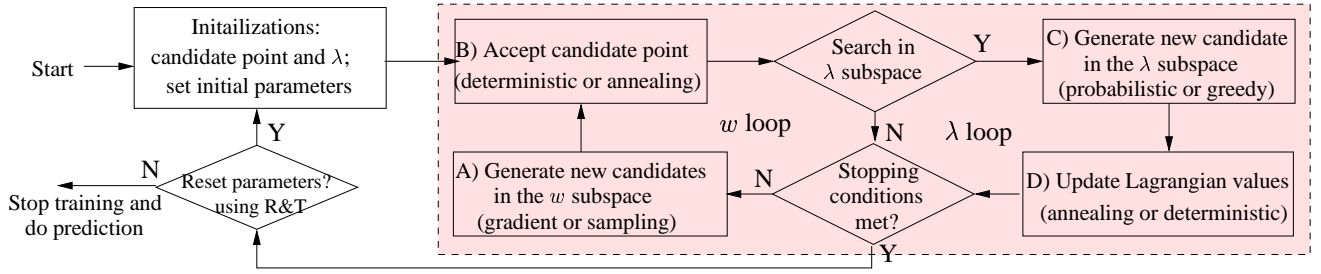 Start
Initailizations:
candidate point and λ;
set initial parameters
B) Accept candidate point
(deterministic or annealing)
Search in
λ subspace
Y
C) Generate new candidate
in the λ subspace
(probabilistic or greedy)
w loop
N
λ loop
A) Generate new candidates
in the w subspace
(gradient or sampling)
N
Stopping
conditions
met?
D) Update Lagrangian values
(annealing or deterministic)
Y
Y
N
Reset parameters?
using R&T
Stop training and
do prediction